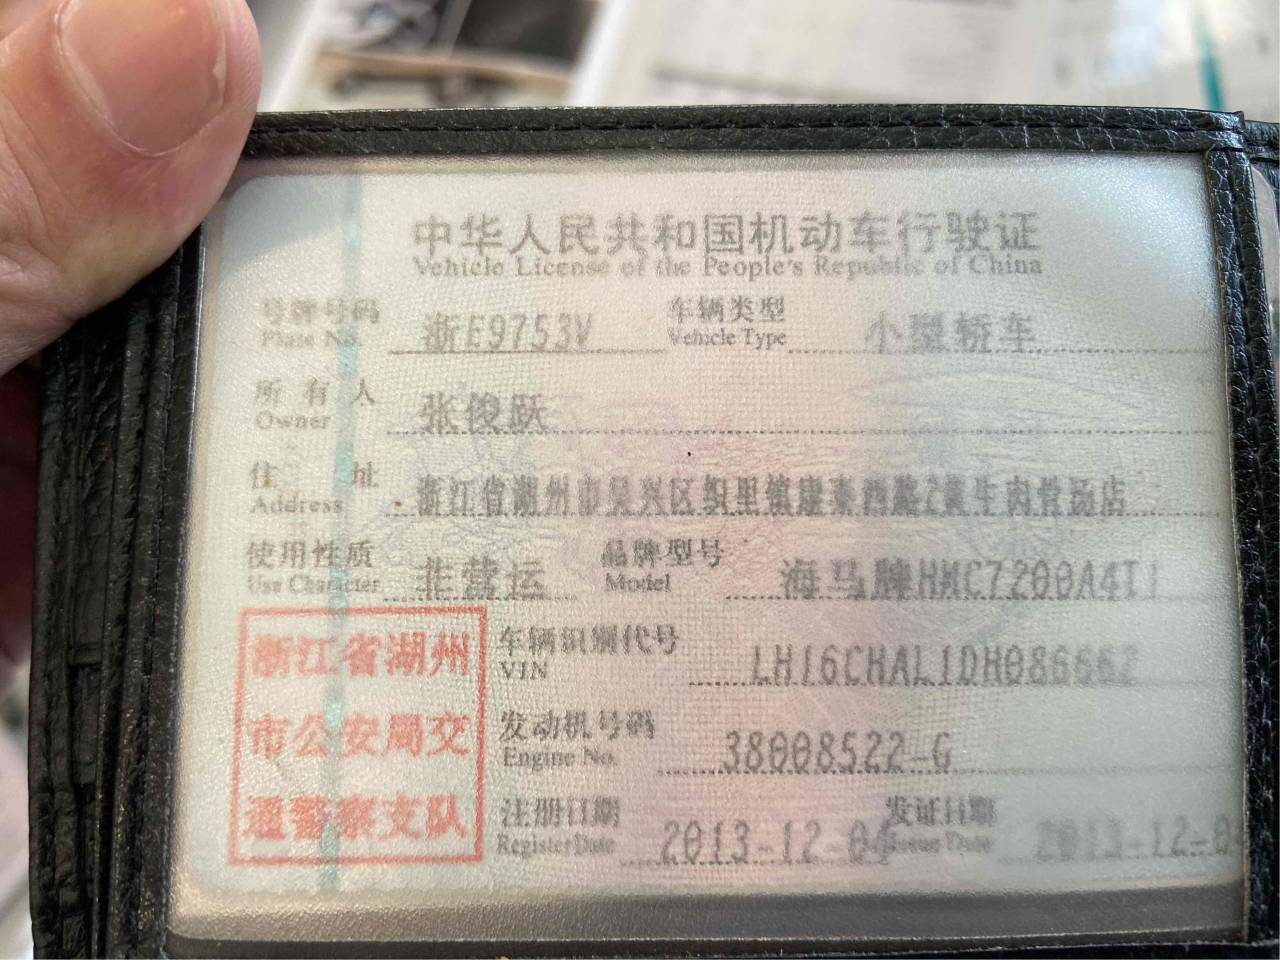 中华人民共和国机动车行驶证
Vehicle License of the People's Republic of China
号牌号码 浙E9753V 车辆类型 小型轿车
Plate No. Vehicle Type
所有人 张俊跃
Owner
住址 浙江省湖州市吴兴区织里镇康泰西路2黄牛肉骨汤店
Address
使用性质 非营运 品牌型号 海马牌HMC7200A4T1
Use Character Model
浙江省湖州
市公安局交
通警察支队
车辆识别代号 LH16CHAL1DH086662
VIN
发动机号码 38008522-G
Engine No.
注册日期 2013-12-04 发证日期 2013-12-0
Register Date Issue Date